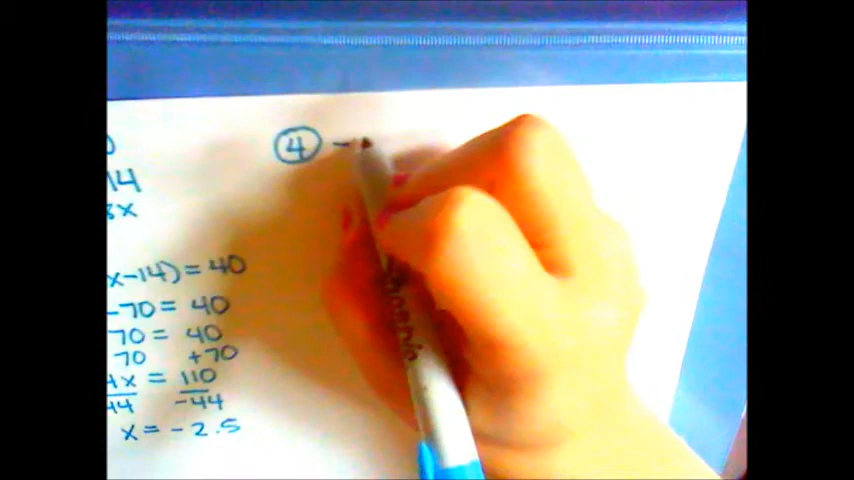 14
8x
x-14) = 40
-70 = 40
70 = 40
70 +70
4x = 110
44 -44
x = -2.5
④ -